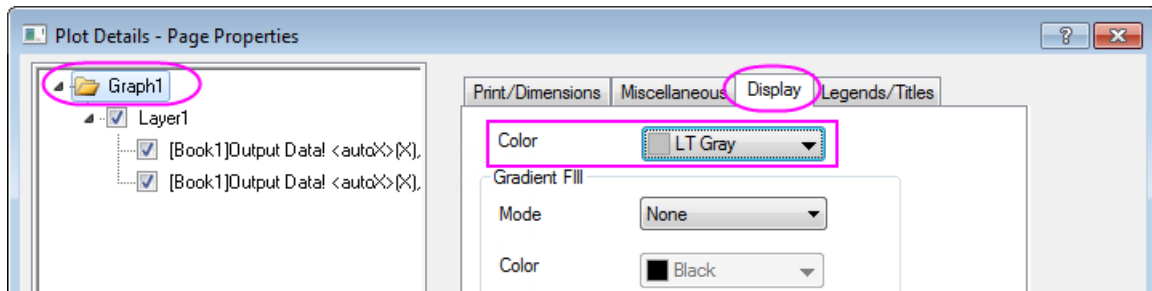 Plot Details - Page Properties
Graph1
Layer1
[Book1]Output Data! <autoX>(X),
[Book1]Output Data! <autoX>(X),
Print/Dimensions Miscellaneous Display Legends/Titles
Color LT Gray
Gradient FIll
Mode None
Color Black